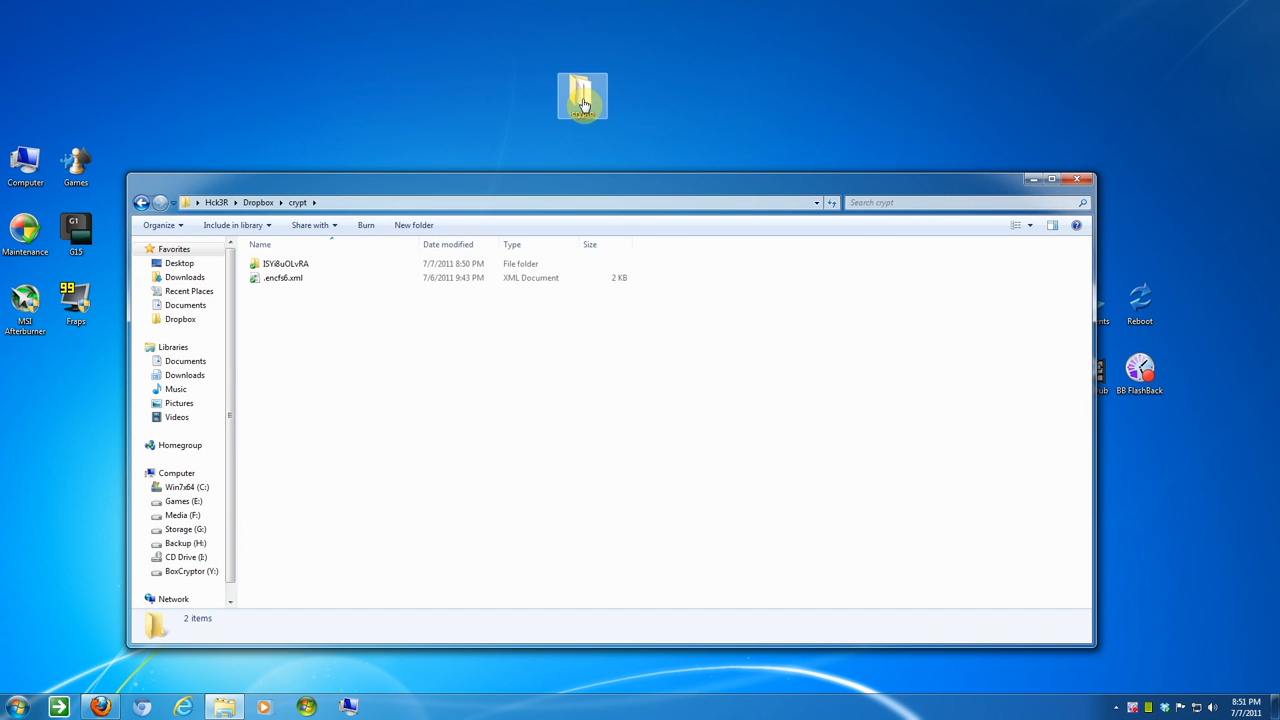 Computer
Games
Maintenance
G1
G15
99
MSI Afterburner
Fraps
Reboot
BB FlashBack
Hck3R
Dropbox
crypt
Search crypt
Organize
Include in library
Share with
Burn
New folder
Name
Date modified
Type
Size
ISYi8uOLvRA
7/7/2011 8:50 PM
File folder
.encfs6.xml
7/6/2011 9:43 PM
XML Document
2 KB
Favorites
Desktop
Downloads
Recent Places
Documents
Dropbox
Libraries
Documents
Downloads
Music
Pictures
Videos
Homegroup
Computer
Win7x64 (C:)
Games (E:)
Media (F:)
Storage (G:)
Backup (H:)
CD Drive (I:)
BoxCryptor (Y:)
Network
2 items
8:51 PM
7/7/2011